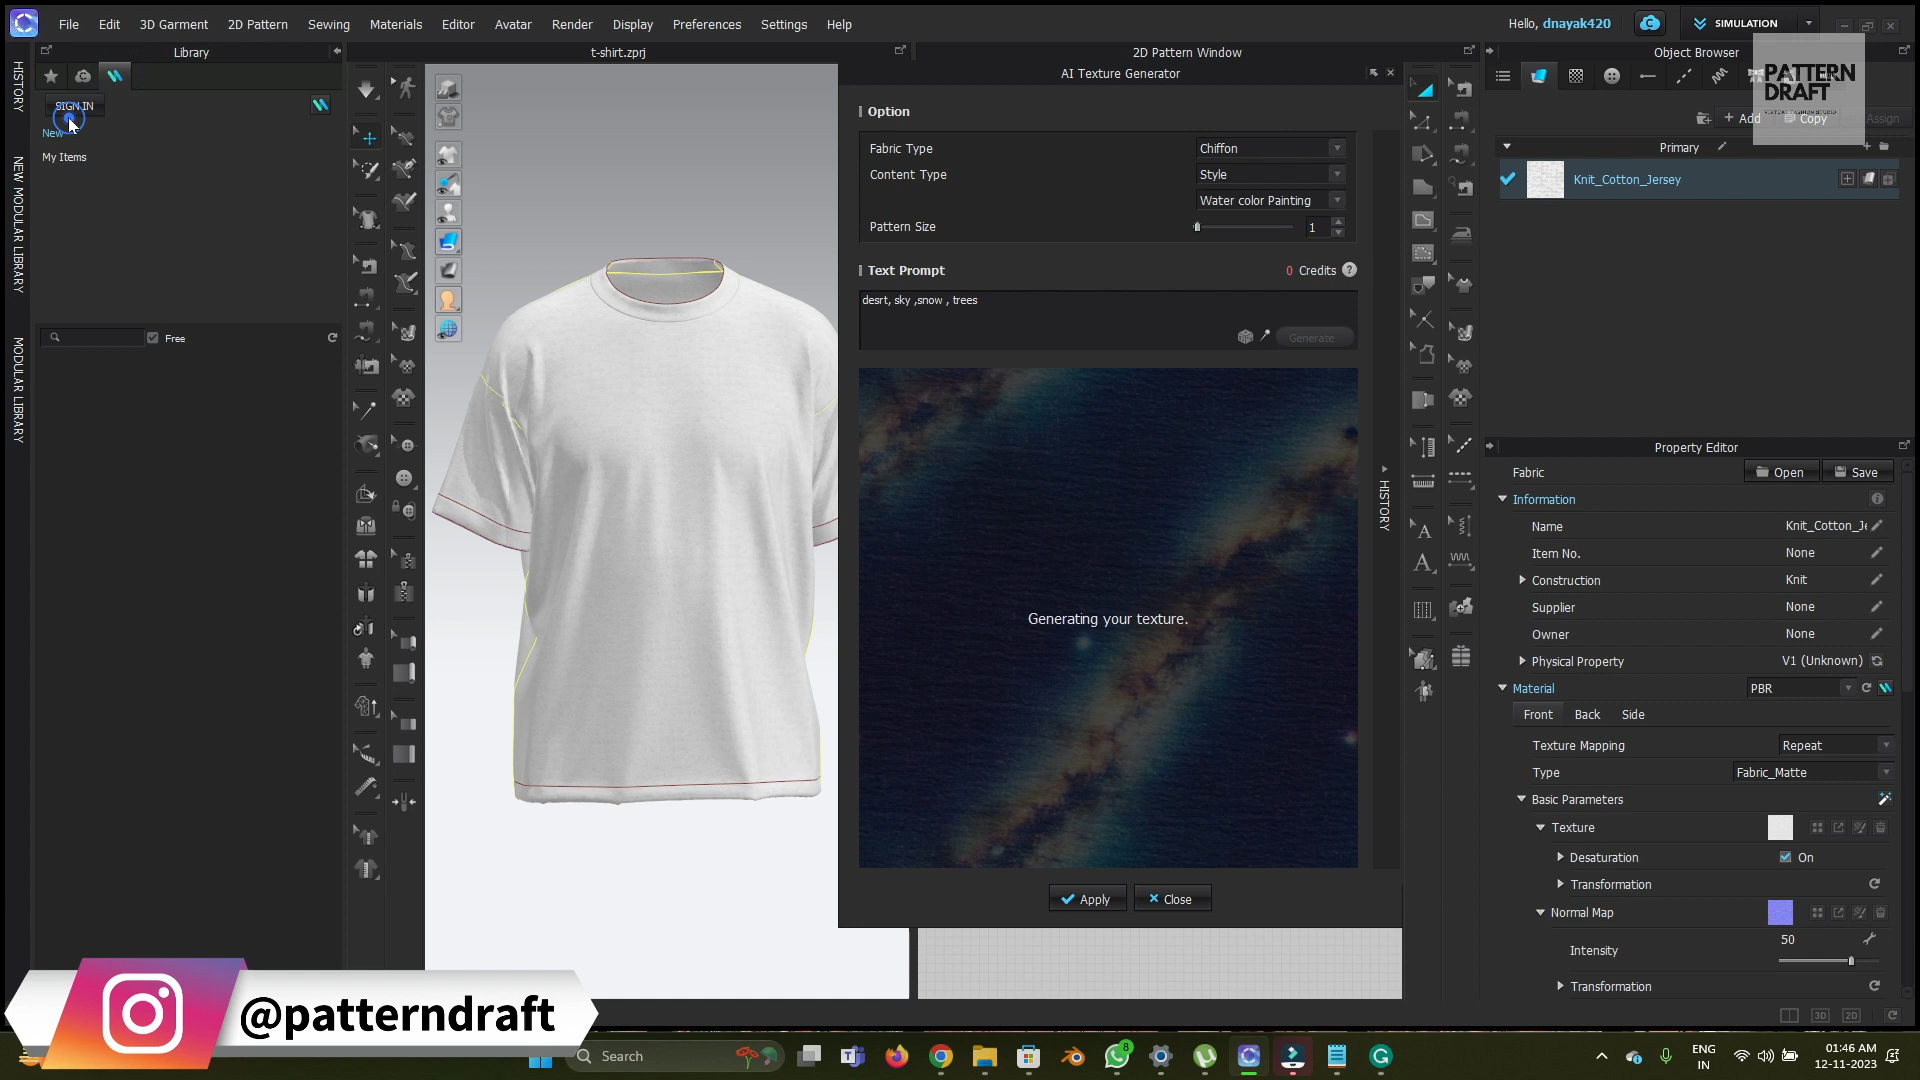 File Edit 3D Garment 2D Pattern Sewing Materials Editor Avatar Render Display Preferences Settings Help
Hello, dnayak420
SIMULATION
Library
t-shirt.zprj
2D Pattern Window
Object Browser
AI Texture Generator
HISTORY
NEW MODULAR LIBRARY
MODULAR LIBRARY
SIGN IN
New
My Items
Free
Option
Fabric Type
Chiffon
Content Type
Style
Water color Painting
Pattern Size
1
Text Prompt
0 Credits
desrt, sky ,snow , trees
Generate
Generating your texture.
HISTORY
Apply
Close
PATTERN
DRAFT
Add
Copy
Assign
Primary
Knit_Cotton_Jersey
Property Editor
Fabric
Open
Save
Information
Name
Knit_Cotton_Je
Item No.
None
Construction
Knit
Supplier
None
Owner
None
Physical Property
V1 (Unknown)
Material
PBR
Front Back Side
Texture Mapping
Repeat
Type
Fabric_Matte
Basic Parameters
Texture
Desaturation
On
Transformation
Normal Map
50
Intensity
Transformation
3D 2D
@patterndraft
Search
8
ENG
IN
01:46 AM
12-11-2023